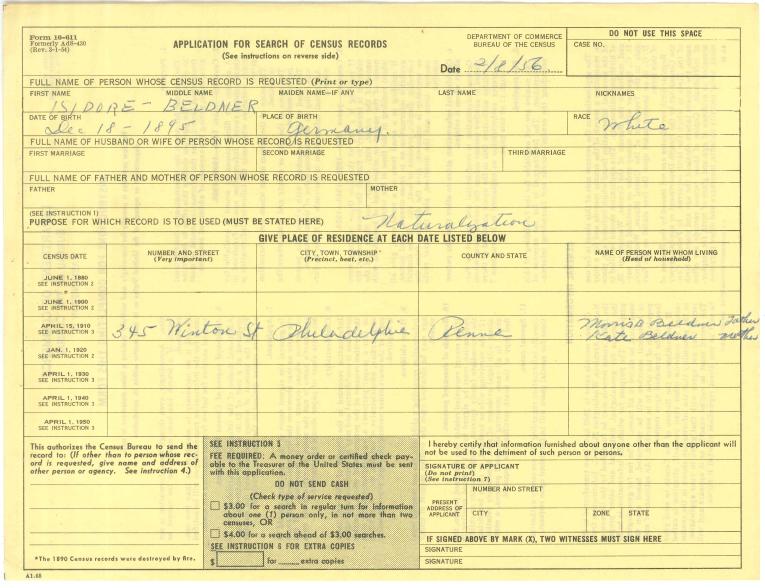 Form 10-611
Formerly Ad8-430
(Rev. 3-1-54)
APPLICATION FOR SEARCH OF CENSUS RECORDS
(See instructions on reverse side)
DEPARTMENT OF COMMERCE
BUREAU OF THE CENSUS
Date 2/8/56
DO NOT USE THIS SPACE
CASE NO.
FULL NAME OF PERSON WHOSE CENSUS RECORD IS REQUESTED (Print or type)
FIRST NAME MIDDLE NAME MAIDEN NAME—IF ANY LAST NAME NICKNAMES
ISIDORE - BELDNER
DATE OF BIRTH PLACE OF BIRTH RACE
Dec 18 - 1895 Germany. White
FULL NAME OF HUSBAND OR WIFE OF PERSON WHOSE RECORD IS REQUESTED
FIRST MARRIAGE SECOND MARRIAGE THIRD MARRIAGE
FULL NAME OF FATHER AND MOTHER OF PERSON WHOSE RECORD IS REQUESTED
FATHER MOTHER
(SEE INSTRUCTION 1)
PURPOSE FOR WHICH RECORD IS TO BE USED (MUST BE STATED HERE) Naturalization
GIVE PLACE OF RESIDENCE AT EACH DATE LISTED BELOW
CENSUS DATE NUMBER AND STREET (Very important) CITY, TOWN, TOWNSHIP (Precinct, beat, etc.) COUNTY AND STATE NAME OF PERSON WITH WHOM LIVING (Head of household)
JUNE 1, 1880
SEE INSTRUCTION 2
*
JUNE 1, 1900
SEE INSTRUCTION 2
APRIL 15, 1910
SEE INSTRUCTION 3
345 Winton St Philadelphia Penna Morris Beldner Father
Kate Beldner mother
JAN. 1, 1920
SEE INSTRUCTION 2
APRIL 1, 1930
SEE INSTRUCTION 3
APRIL 1, 1940
SEE INSTRUCTION 3
APRIL 1, 1950
SEE INSTRUCTION 3
This authorizes the Census Bureau to send the
record to: (If other than to person whose rec-
ord is requested, give name and address of
other person or agency. See instruction 4.)
*The 1890 Census records were destroyed by fire.
SEE INSTRUCTION 5
FEE REQUIRED: A money order or certified check pay-
able to the Treasurer of the United States must be sent
with this application.
DO NOT SEND CASH
(Check type of service requested)
$3.00 for a search in regular turn for information
about one (1) person only, in not more than two
censuses, OR
$4.00 for a search ahead of $3.00 searches.
SEE INSTRUCTION 6 FOR EXTRA COPIES
$ for ____ extra copies
I hereby certify that information furnished about anyone other than the applicant will
not be used to the detriment of such person or persons.
SIGNATURE OF APPLICANT
(Do not print)
(See instruction 7)
PRESENT
ADDRESS OF
APPLICANT
NUMBER AND STREET
CITY ZONE STATE
IF SIGNED ABOVE BY MARK (X), TWO WITNESSES MUST SIGN HERE
SIGNATURE
SIGNATURE
A1.68